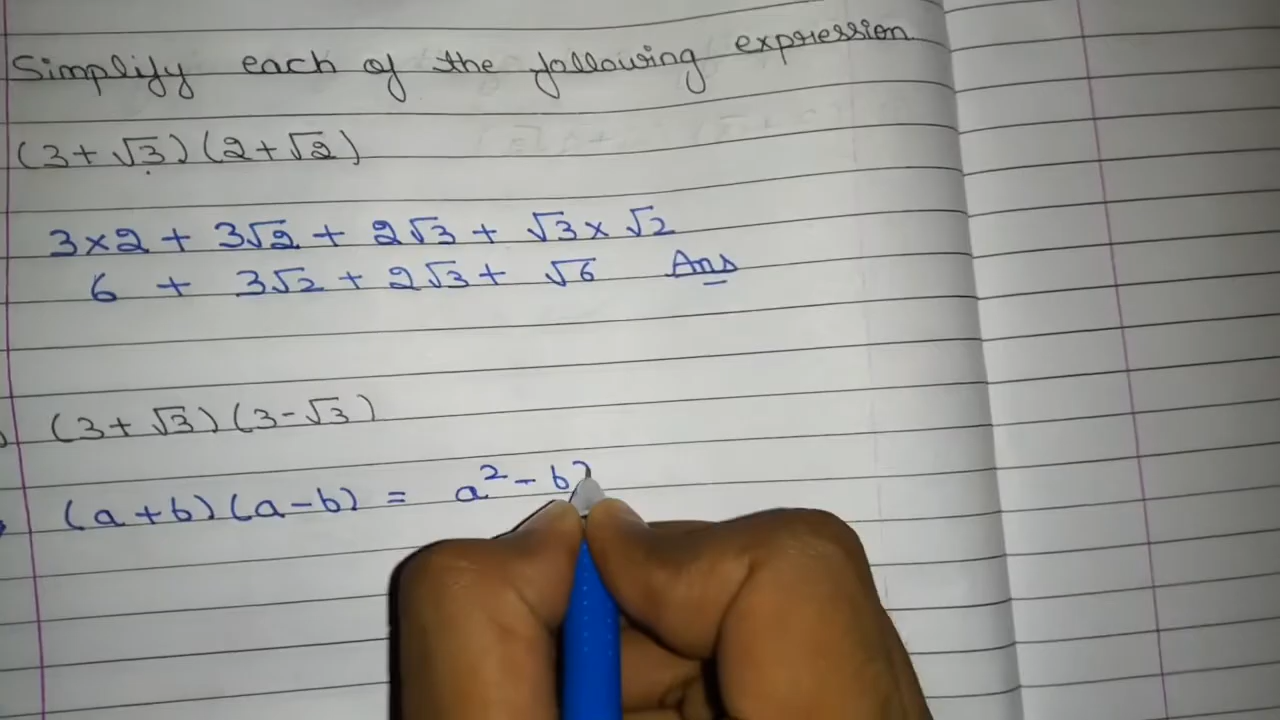 Simplify each of the following expression
(3+√3)(2+√2)
3×2 + 3√2 + 2√3 + √3×√2
6 + 3√2 + 2√3 + √6 Ans
(3+√3)(3-√3)
(a+b)(a-b) = a² - b²